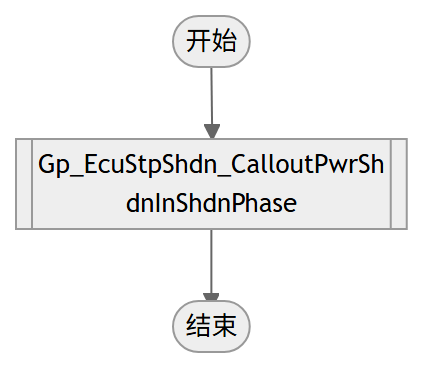 开始
Gp_EcuStpShdn_CalloutPwrSh
dnInShdnPhase
结束